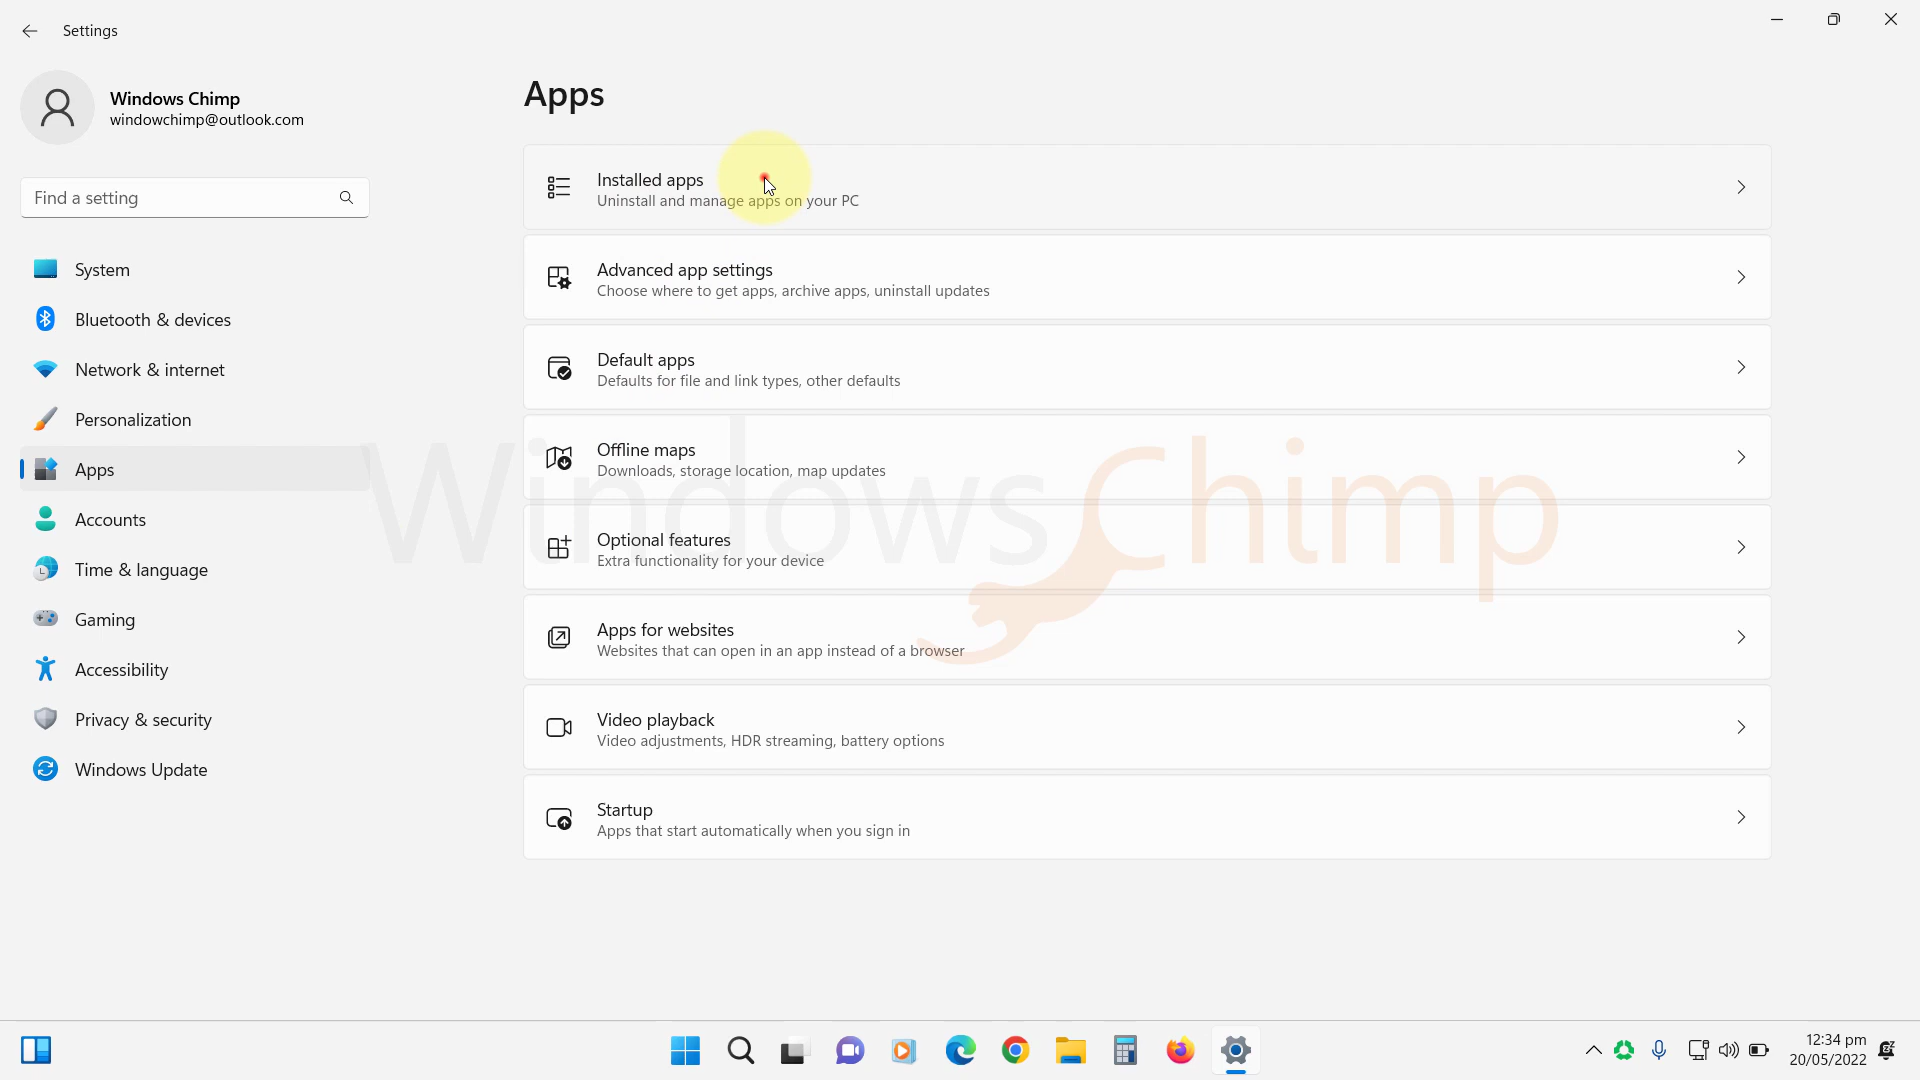 Settings
Windows Chimp
windowchimp@outlook.com
Find a setting
System
Bluetooth & devices
Network & internet
Personalization
Apps
Accounts
Time & language
Gaming
Accessibility
Privacy & security
Windows Update
Apps
Installed apps
Uninstall and manage apps on your PC
Advanced app settings
Choose where to get apps, archive apps, uninstall updates
Default apps
Defaults for file and link types, other defaults
Offline maps
Downloads, storage location, map updates
Optional features
Extra functionality for your device
Apps for websites
Websites that can open in an app instead of a browser
Video playback
Video adjustments, HDR streaming, battery options
Startup
Apps that start automatically when you sign in
WindowsChimp
12:34 pm
20/05/2022